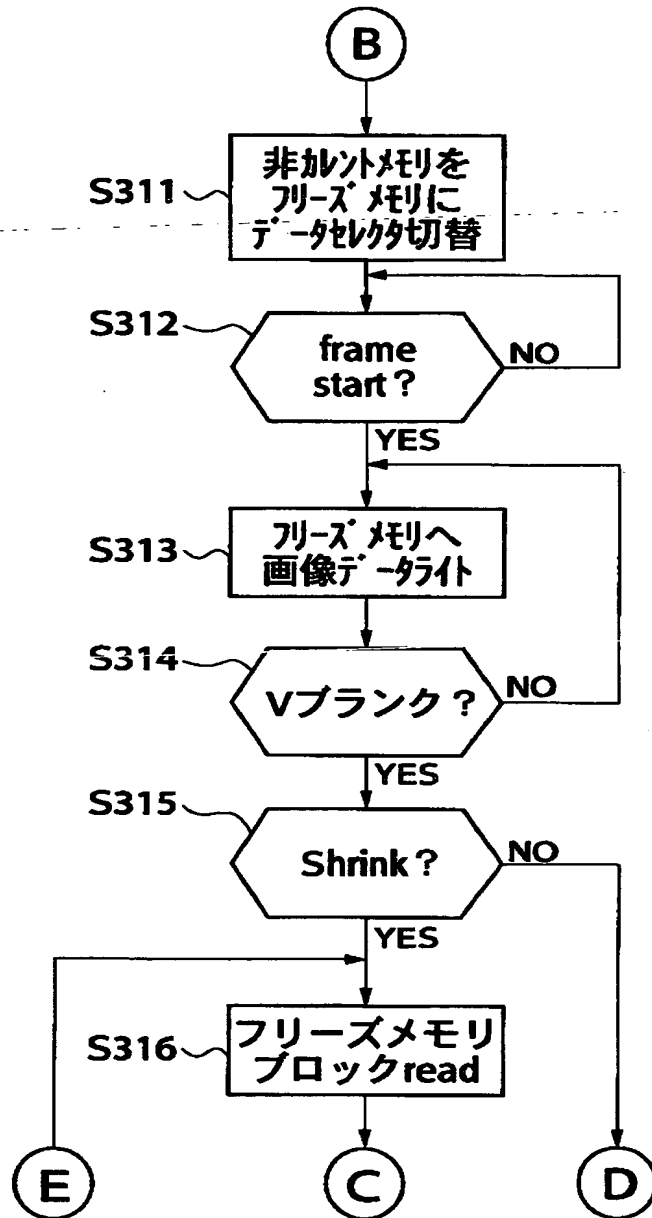 B
S311
非カレントメモリを
フリーズメモリに
データセレクタ切替
S312
frame
start?
NO
YES
S313
フリーズメモリへ
画像データライト
S314
Vブランク?
NO
YES
S315
Shrink?
NO
YES
S316
フリーズメモリ
ブロックread
E
C
D